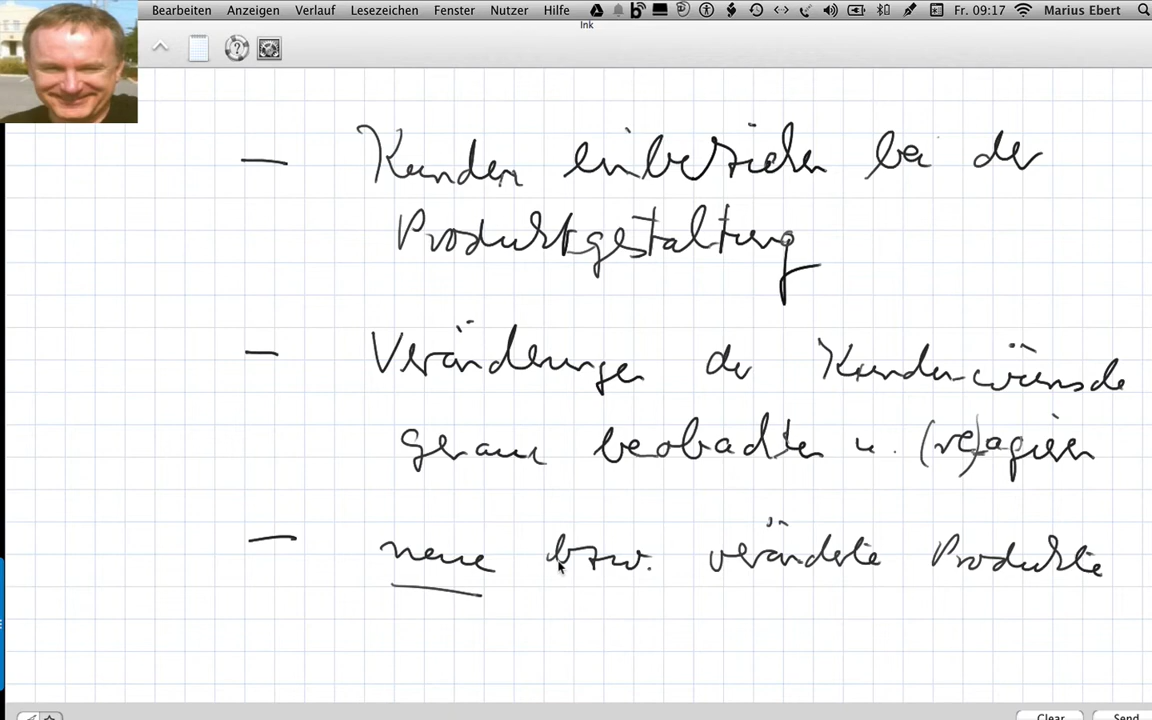 Bearbeiten Anzeigen Verlauf Lesezeichen Fenster Nutzer Hilfe Fr. 09:17 Marius Ebert
Ink
– Kunden einbeziehen bei der
Produktgestaltung
– Veränderungen der Kundenwünsche
genau beobachten u. (re)agieren
– neue bzw. veränderte Produkte
Clear Send